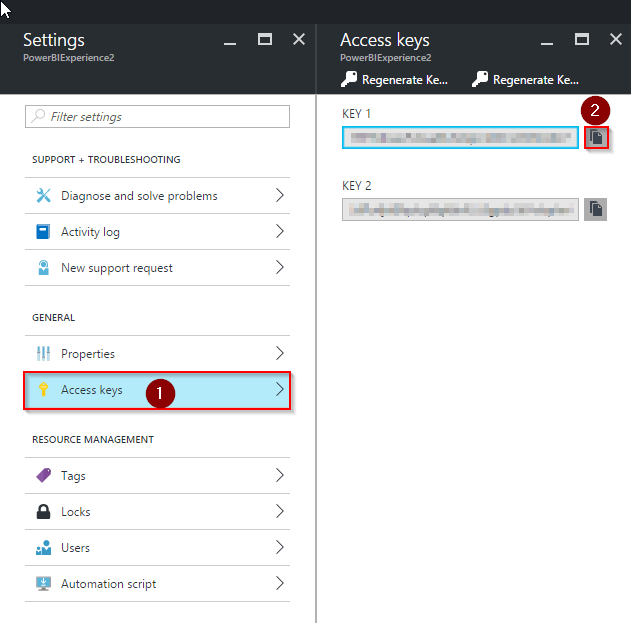 Settings
PowerBIExperience2
Filter settings
SUPPORT + TROUBLESHOOTING
Diagnose and solve problems
Activity log
New support request
GENERAL
Properties
Access keys
1
RESOURCE MANAGEMENT
Tags
Locks
Users
Automation script
Access keys
PowerBIExperience2
Regenerate Ke...
Regenerate Ke...
2
KEY 1
KEY 2